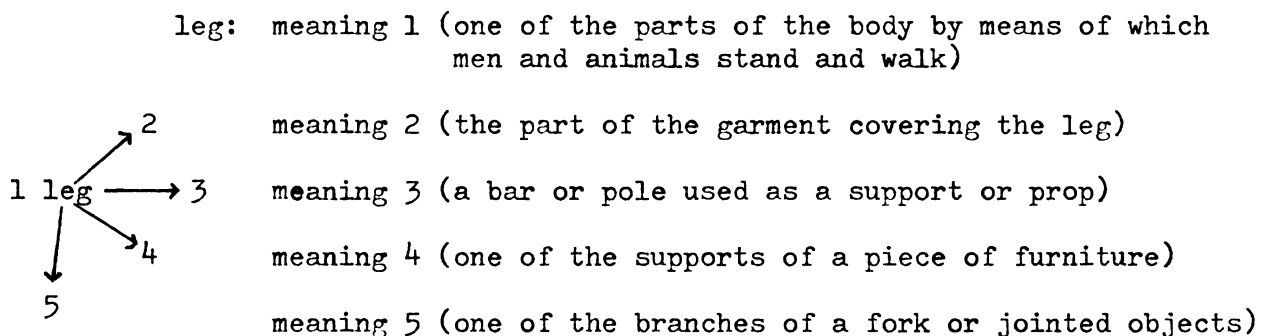 leg: meaning 1 (one of the parts of the body by means of which
men and animals stand and walk)
2 meaning 2 (the part of the garment covering the leg)
1 leg 3 meaning 3 (a bar or pole used as a support or prop)
4 meaning 4 (one of the supports of a piece of furniture)
5
meaning 5 (one of the branches of a fork or jointed objects)